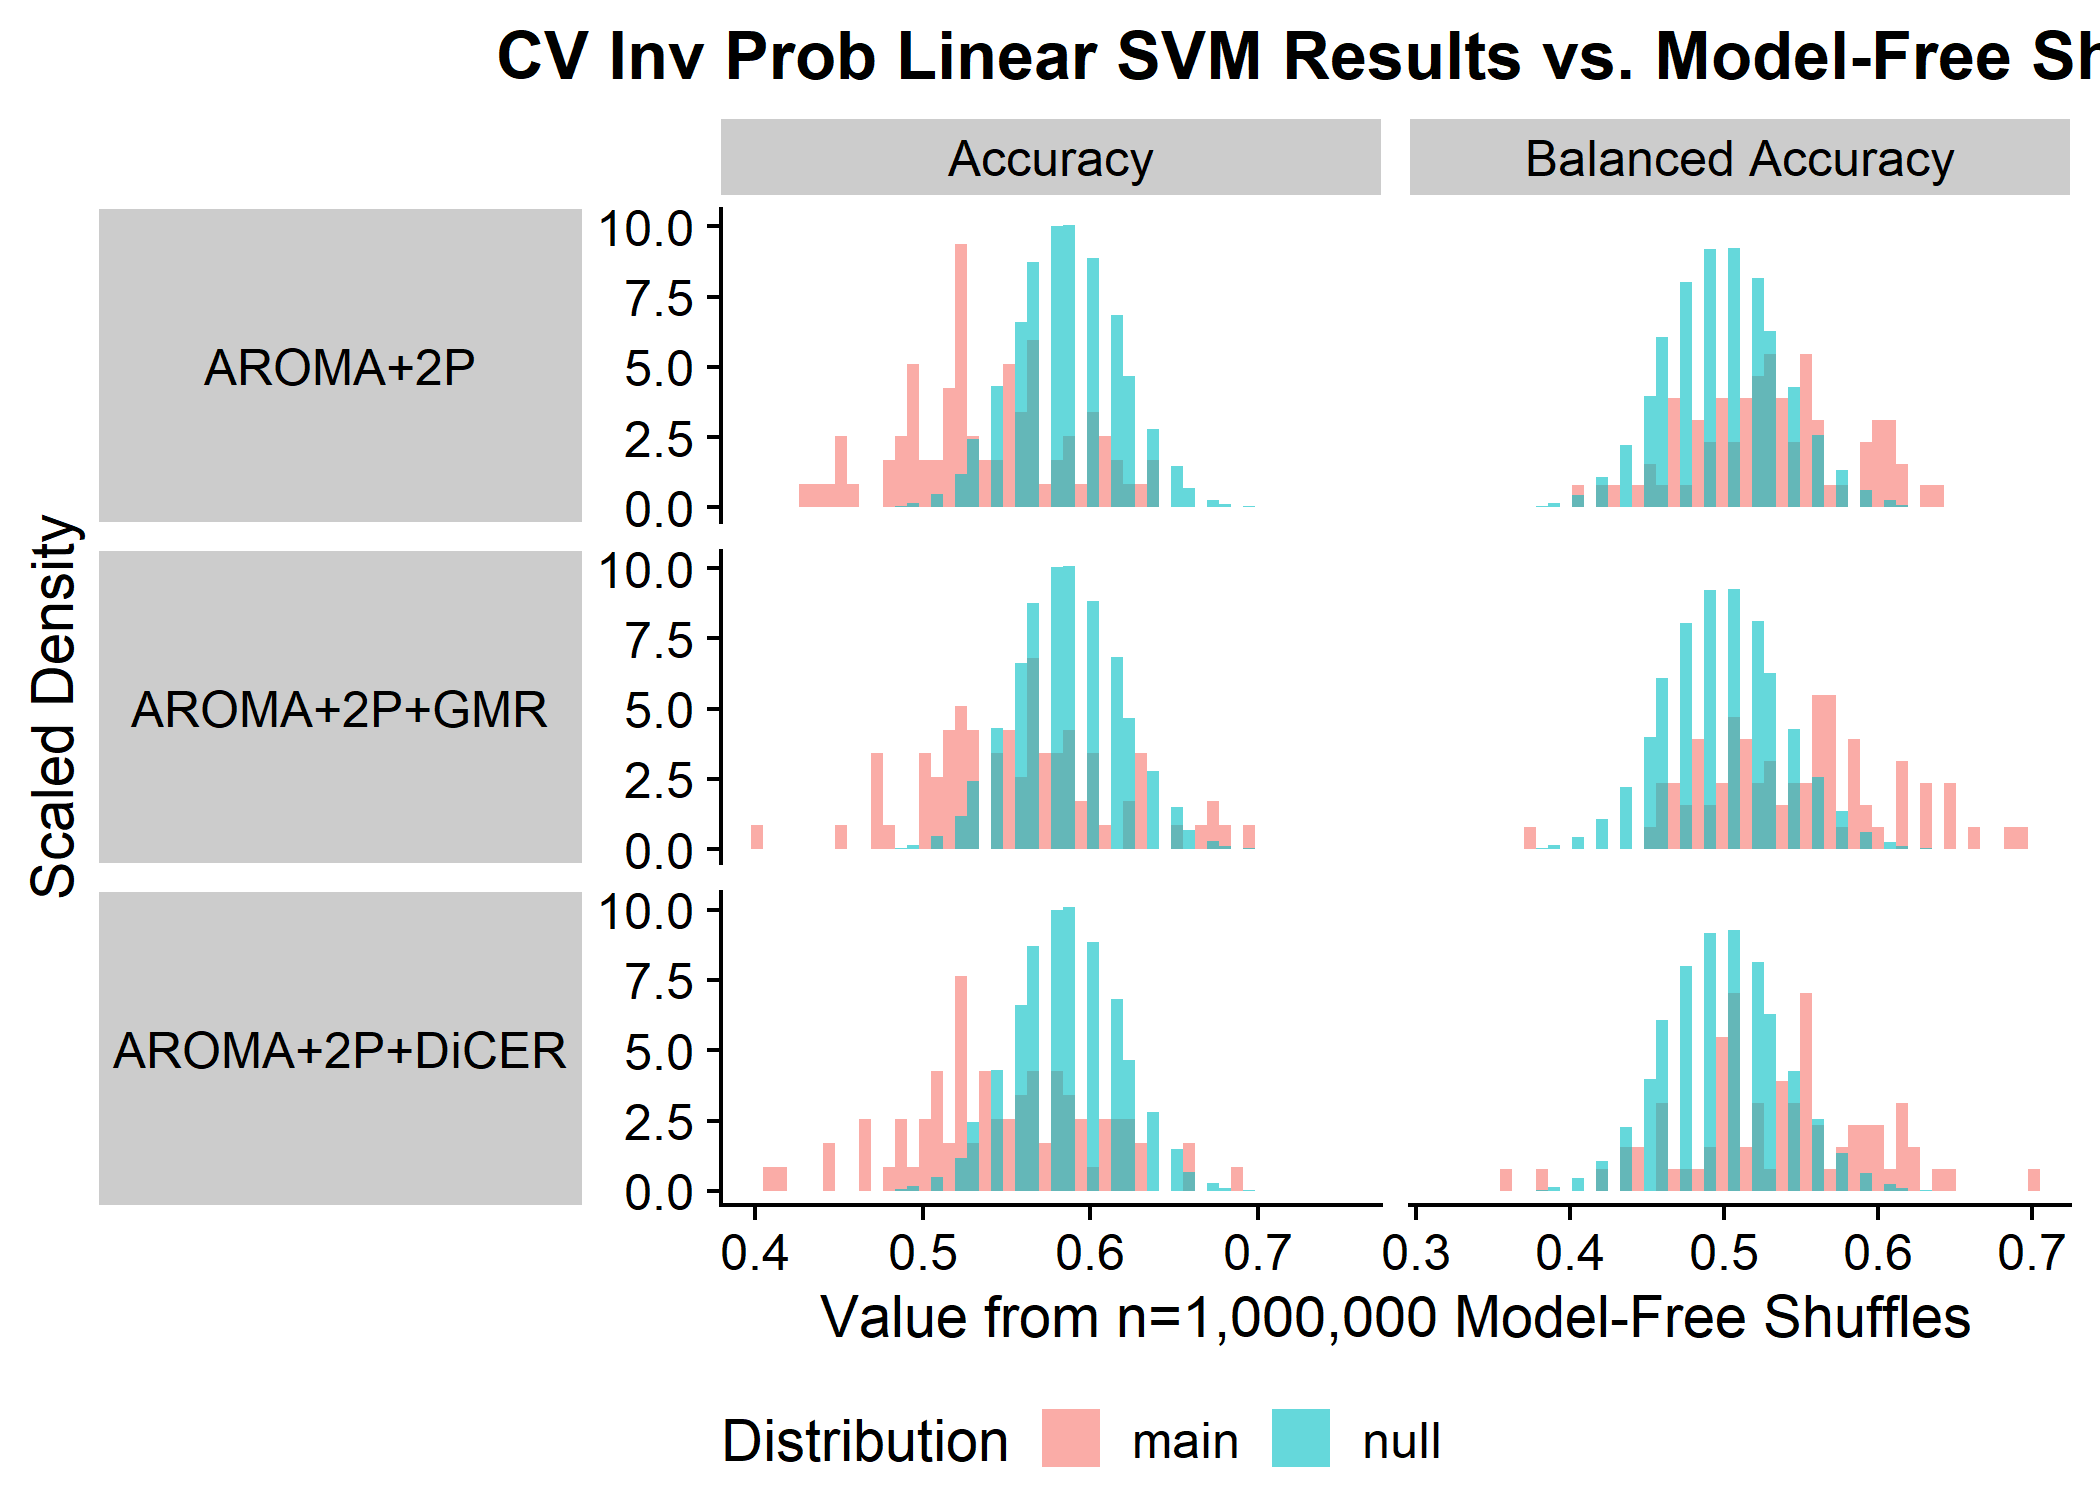 CV Inv Prob Linear SVM Results vs. Model-Free Sh
Accuracy
Balanced Accuracy
Scaled Density
AROMA+2P
10.0
7.5
5.0
2.5
0.0
AROMA+2P+GMR
10.0
7.5
5.0
2.5
0.0
AROMA+2P+DiCER
10.0
7.5
5.0
2.5
0.0
0.4 0.5 0.6 0.7
0.3 0.4 0.5 0.6 0.7
Value from n=1,000,000 Model-Free Shuffles
Distribution main null